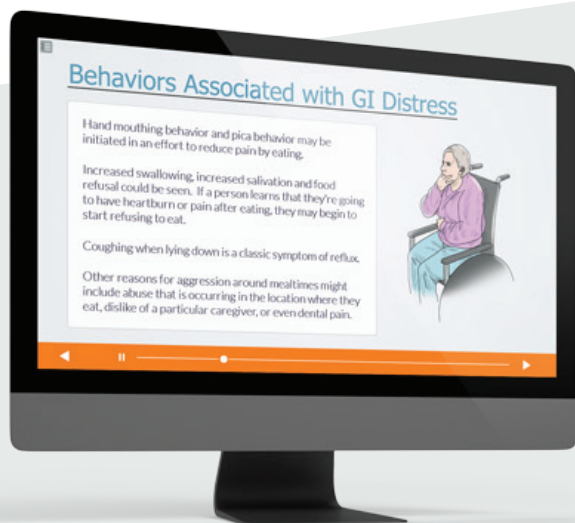 Behaviors Associated with GI Distress
Hand mouthing behavior and pica behavior may be
initiated in an effort to reduce pain by eating.
Increased swallowing, increased salivation and food
refusal could be seen. If a person learns that they're going
to have heartburn or pain after eating, they may begin to
start refusing to eat.
Coughing when lying down is a classic symptom of reflux.
Other reasons for aggression around mealtimes might
include abuse that is occurring in the location where they
eat, dislike of a particular caregiver, or even dental pain.